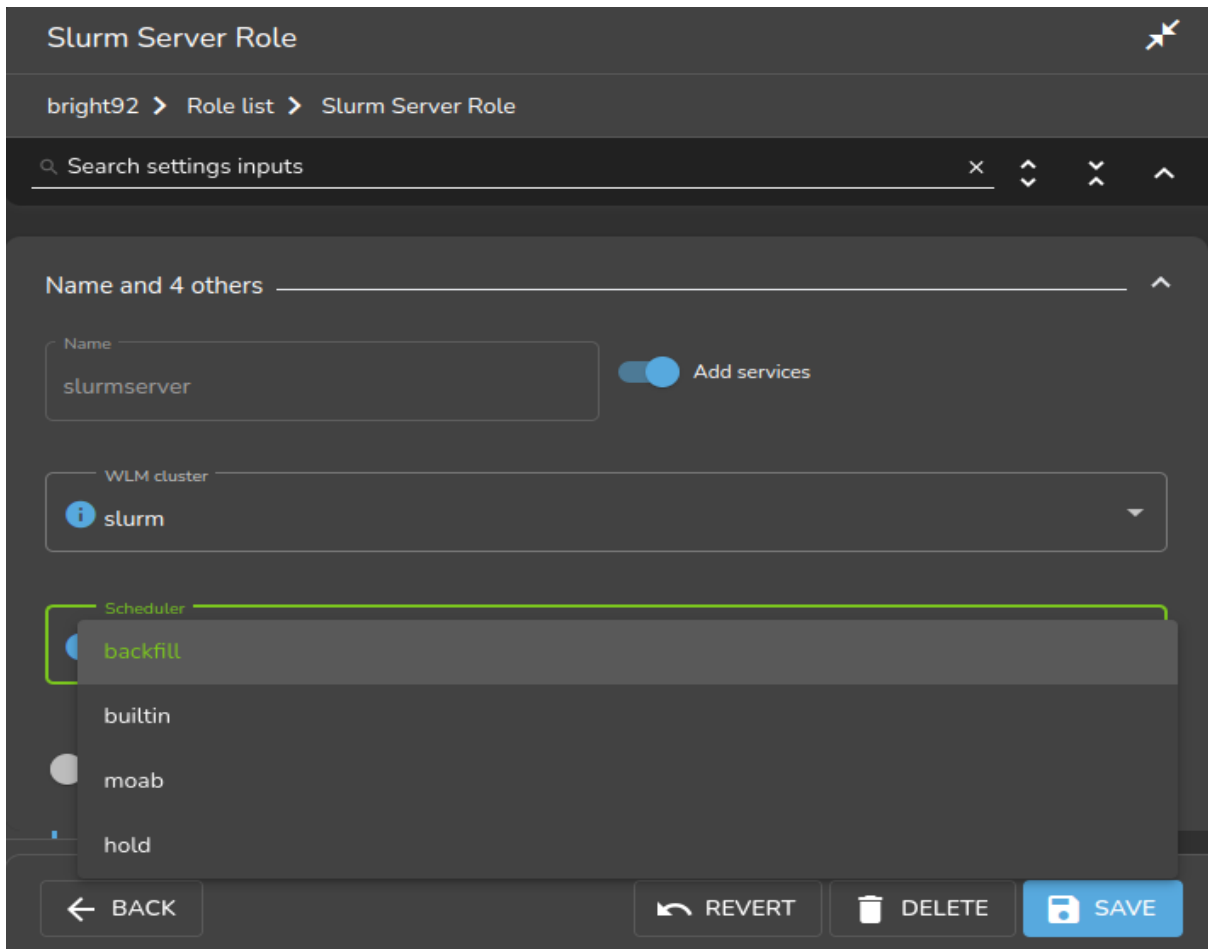 Slurm Server Role
bright92 Role list Slurm Server Role
Search settings inputs
Name and 4 others
Name
slurmserver
Add services
WLM cluster
slurm
Scheduler
backfill
builtin
moab
hold
BACK REVERT DELETE SAVE